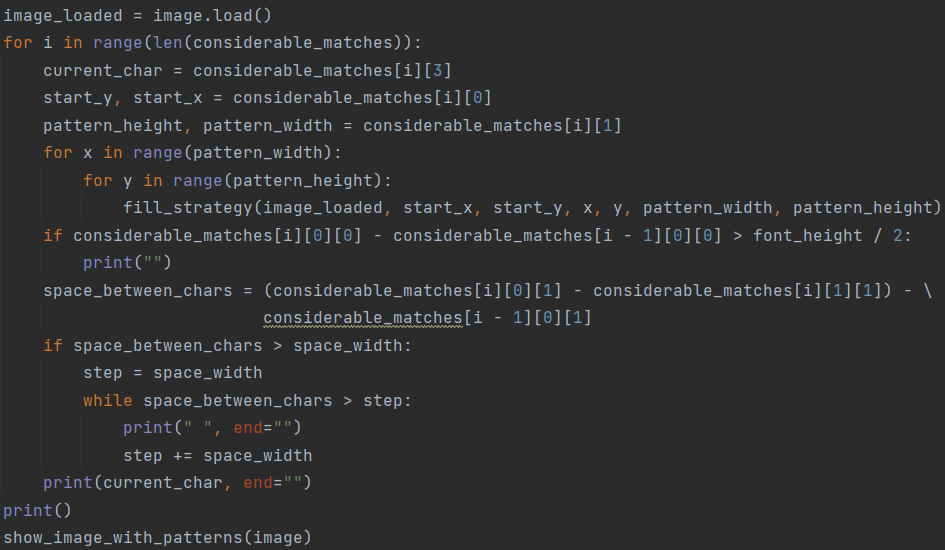 image_loaded = image.load()
for i in range(len(considerable_matches)):
    current_char = considerable_matches[i][3]
    start_y, start_x = considerable_matches[i][0]
    pattern_height, pattern_width = considerable_matches[i][1]
    for x in range(pattern_width):
        for y in range(pattern_height):
            fill_strategy(image_loaded, start_x, start_y, x, y, pattern_width, pattern_height)
    if considerable_matches[i][0][0] - considerable_matches[i - 1][0][0] > font_height / 2:
        print("")
    space_between_chars = (considerable_matches[i][0][1] - considerable_matches[i][1][1]) - \
                          considerable_matches[i - 1][0][1]
    if space_between_chars > space_width:
        step = space_width
        while space_between_chars > step:
            print(" ", end="")
            step += space_width
    print(current_char, end="")
print()
show_image_with_patterns(image)